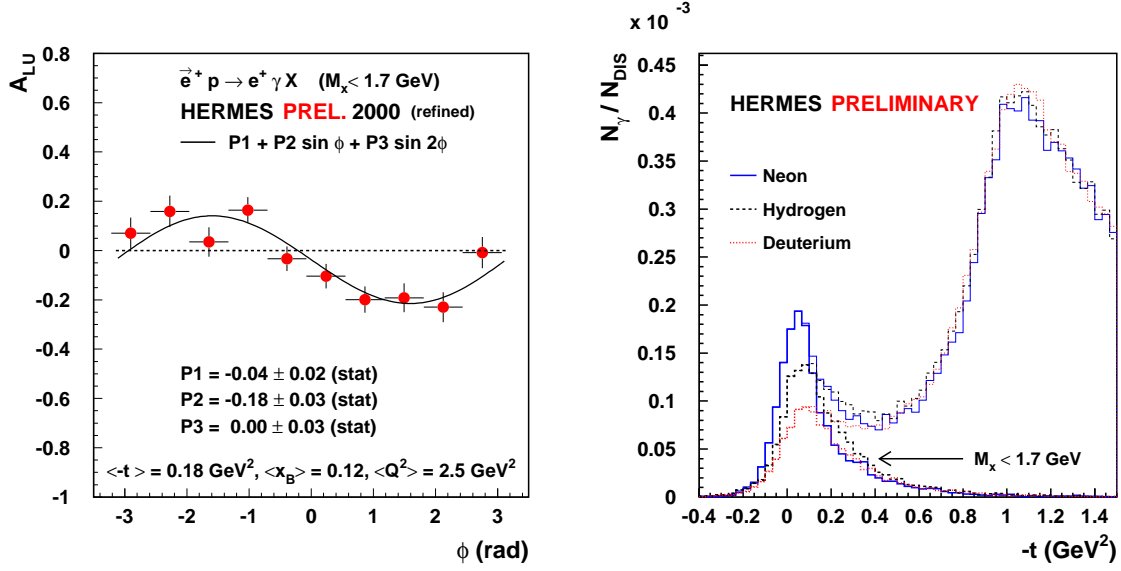 A_LU
e⃗⁺ p → e⁺ γ X (M_x < 1.7 GeV)
HERMES PREL. 2000 (refined)
P1 + P2 sin ϕ + P3 sin 2ϕ
0.8
0.6
0.4
0.2
0
-0.2
-0.4
-0.6
-0.8
-1
P1 = -0.04 ± 0.02 (stat)
P2 = -0.18 ± 0.03 (stat)
P3 = 0.00 ± 0.03 (stat)
<-t > = 0.18 GeV², <x_B> = 0.12, <Q²> = 2.5 GeV²
-3 -2 -1 0 1 2 3
ϕ (rad)
x 10⁻³
N_γ / N_DIS
HERMES PRELIMINARY
Neon
Hydrogen
Deuterium
0.45
0.4
0.35
0.3
0.25
0.2
0.15
0.1
0.05
0
M_x < 1.7 GeV
-0.4 -0.2 0 0.2 0.4 0.6 0.8 1 1.2 1.4
-t (GeV²)